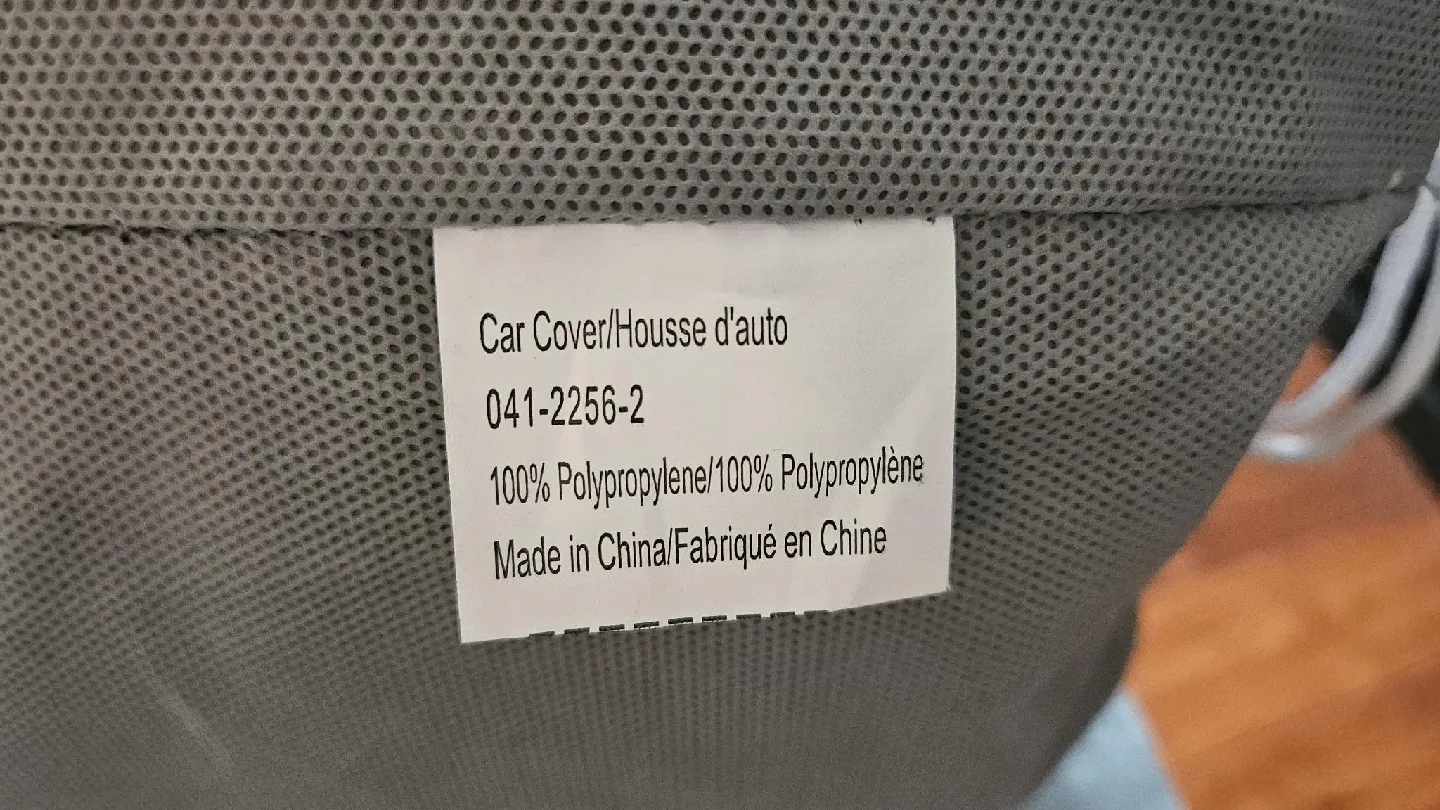 Car Cover/Housse d'auto
041-2256-2
100% Polypropylene/100% Polypropylène
Made in China/Fabriqué en Chine